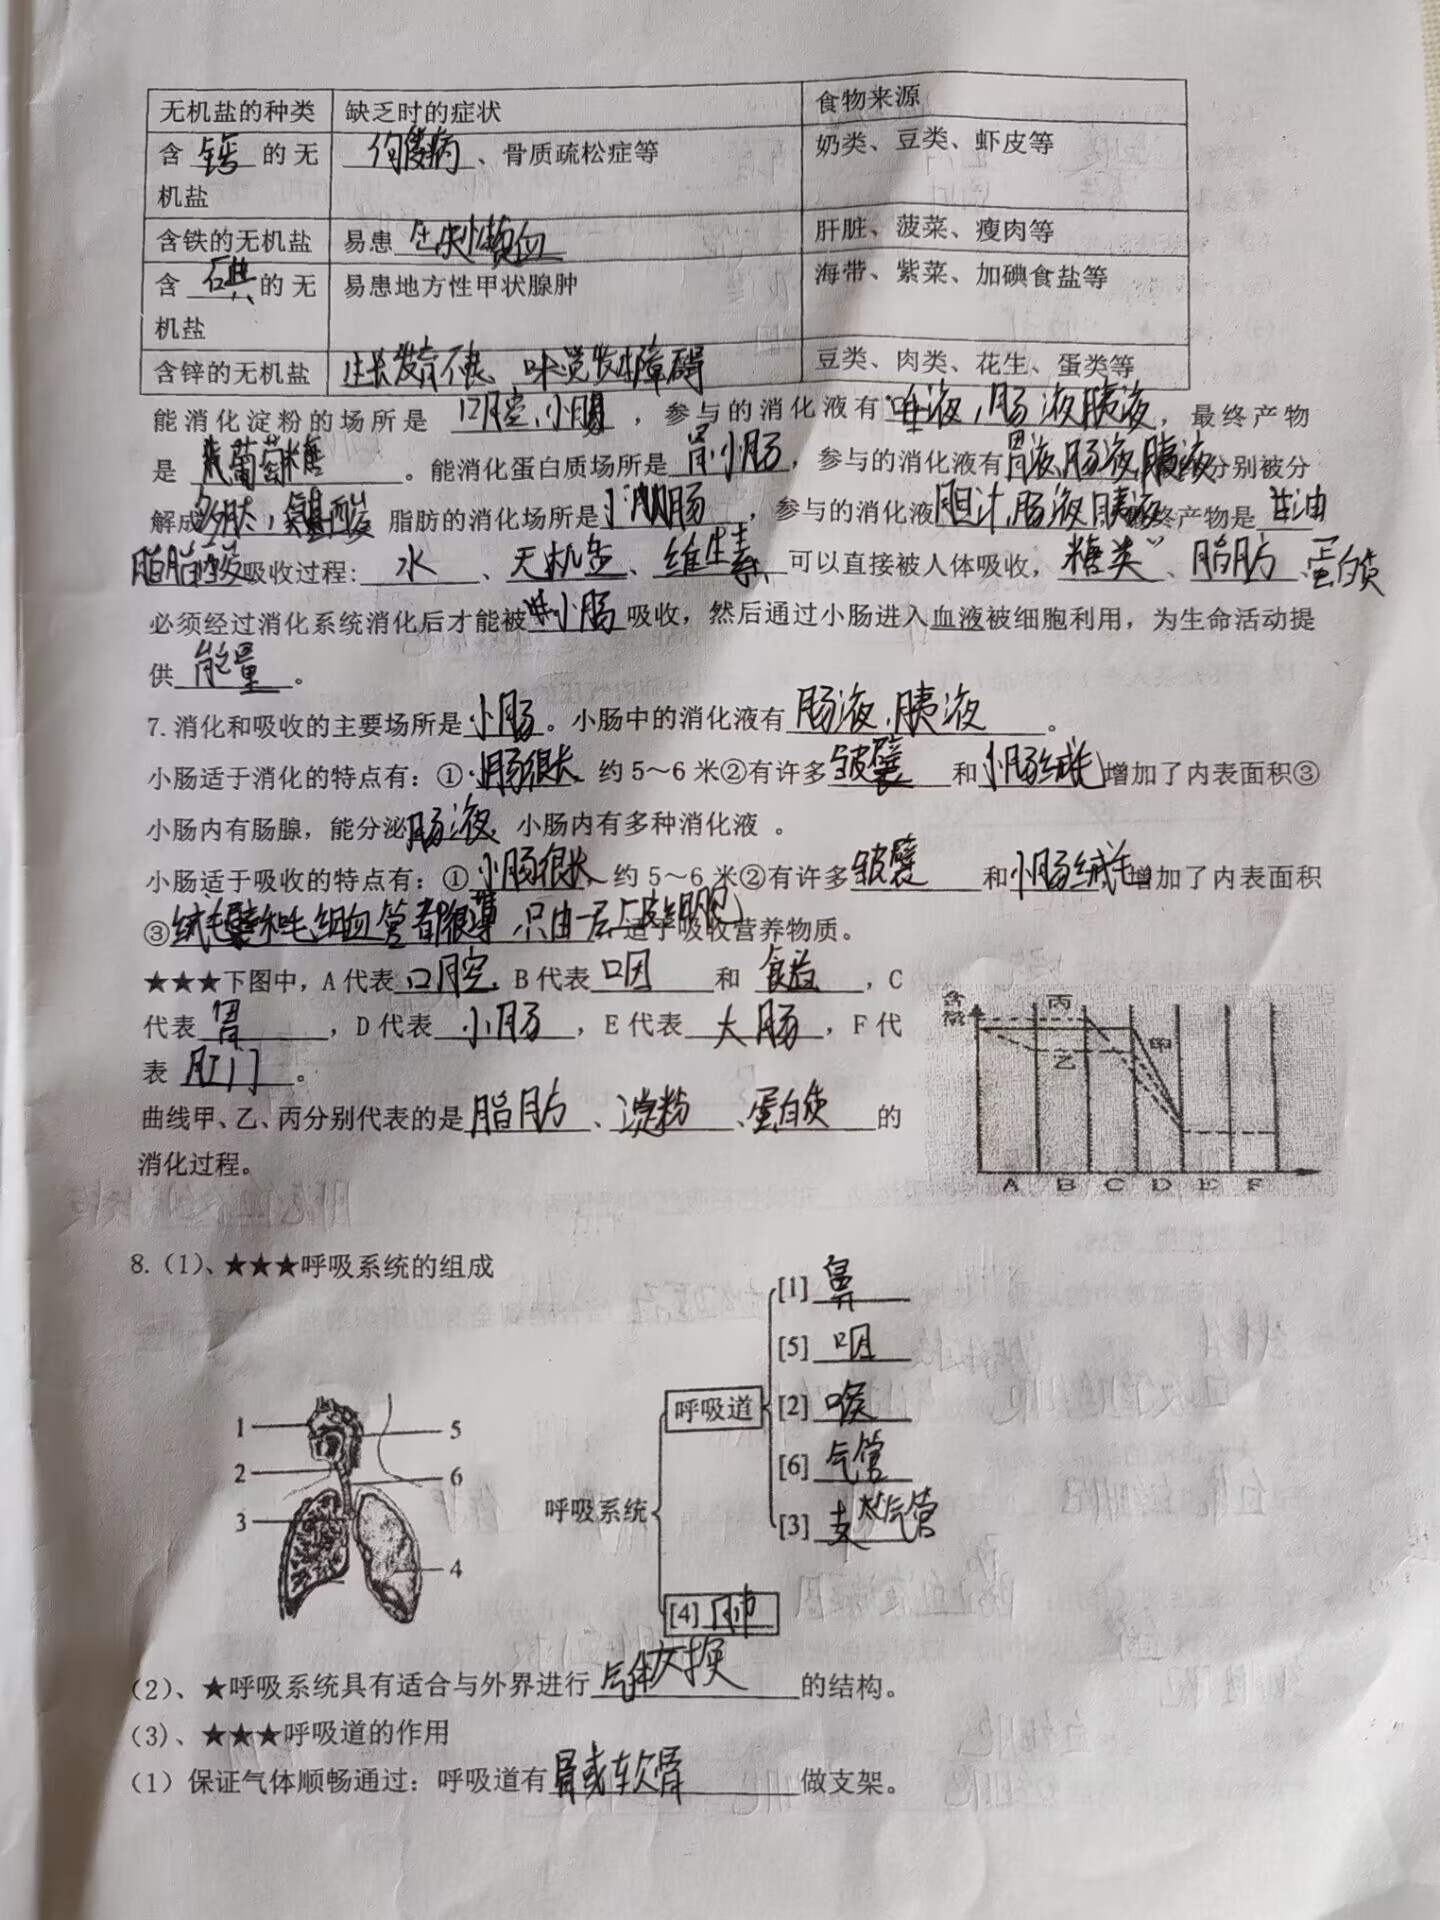 无机盐的种类 缺乏时的症状 食物来源
含 钙 的无 佝偻病 、骨质疏松症等 奶类、豆类、虾皮等
机盐
含铁的无机盐 易患 缺铁性贫血 肝脏、菠菜、瘦肉等
含 碘 的无 易患地方性甲状腺肿 海带、紫菜、加碘食盐等
机盐
含锌的无机盐 生长发育不良、味觉发生障碍 豆类、肉类、花生、蛋类等
能消化淀粉的场所是 口腔、小肠 ，参与的消化液有唾液，肠液胰液，最终产物
是 葡萄糖 。能消化蛋白质场所是 胃小肠，参与的消化液有胃液、肠液、胰液分别被分
解成多肽，氨基酸 脂肪的消化场所是 小肠 ，参与的消化液胆汁，肠液胰液 终产物是 甘油
脂肪酸 吸收过程: 水 、无机盐、维生素 可以直接被人体吸收，糖类、脂肪、蛋白质
必须经过消化系统消化后才能被 小肠 吸收，然后通过小肠进入血液被细胞利用，为生命活动提
供 能量 。
7.消化和吸收的主要场所是小肠。小肠中的消化液有 肠液、胰液 。
小肠适于消化的特点有：①小肠很长 约5～6米②有许多皱襞 和小肠绒毛增加了内表面积③
小肠内有肠腺，能分泌肠液 小肠内有多种消化液 。
小肠适于吸收的特点有：①小肠很长，约5～6米②有许多皱襞 和小肠绒毛增加了内表面积
③绒毛壁和毛细血管都很薄 只由一层上皮细胞 适于吸收营养物质。
★★★下图中，A代表口腔，B代表 咽 和 食道 ，C
代表 胃 ，D代表 小肠 ，E代表 大肠 ，F代
表 肛门 。
曲线甲、乙、丙分别代表的是脂肪 、淀粉 、蛋白质 的
消化过程。
含量 丙 甲 乙
A B C D E F
8.（1）、★★★呼吸系统的组成
[1] 鼻
[5] 咽
呼吸道 [2] 喉
[6] 气管
呼吸系统 [3] 支气管
[4] 肺
1 5
2 6
3
4
（2）、★呼吸系统具有适合与外界进行气体交换 的结构。
（3）、★★★呼吸道的作用
（1）保证气体顺畅通过：呼吸道有骨或软骨 做支架。